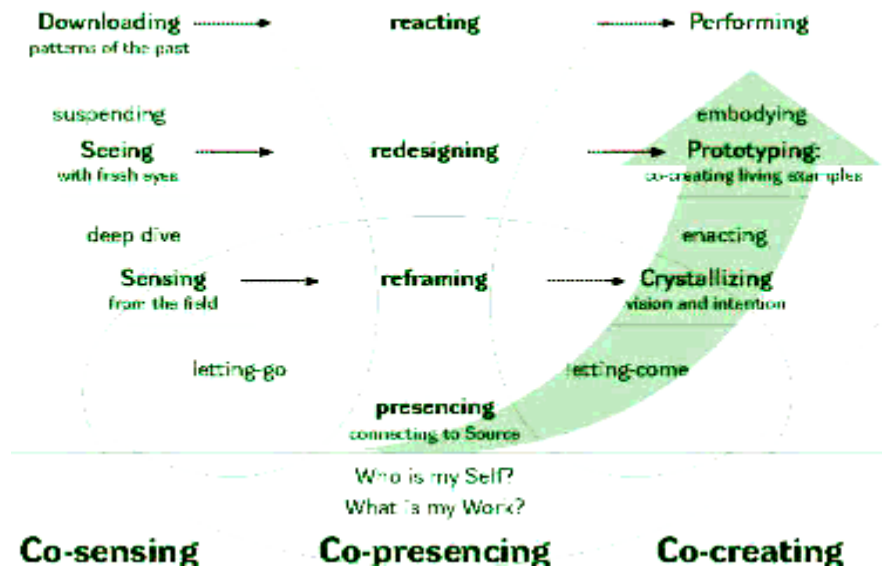 Downloading reacting Performing
patterns of the past
suspending embodying
Seeing redesigning Prototyping:
with fresh eyes co-creating living examples
deep dive enacting
Sensing reframing Crystallizing
from the field vision and intention
letting-go letting-come
presencing
connecting to Source
Who is my Self?
What is my Work?
Co-sensing Co-presencing Co-creating